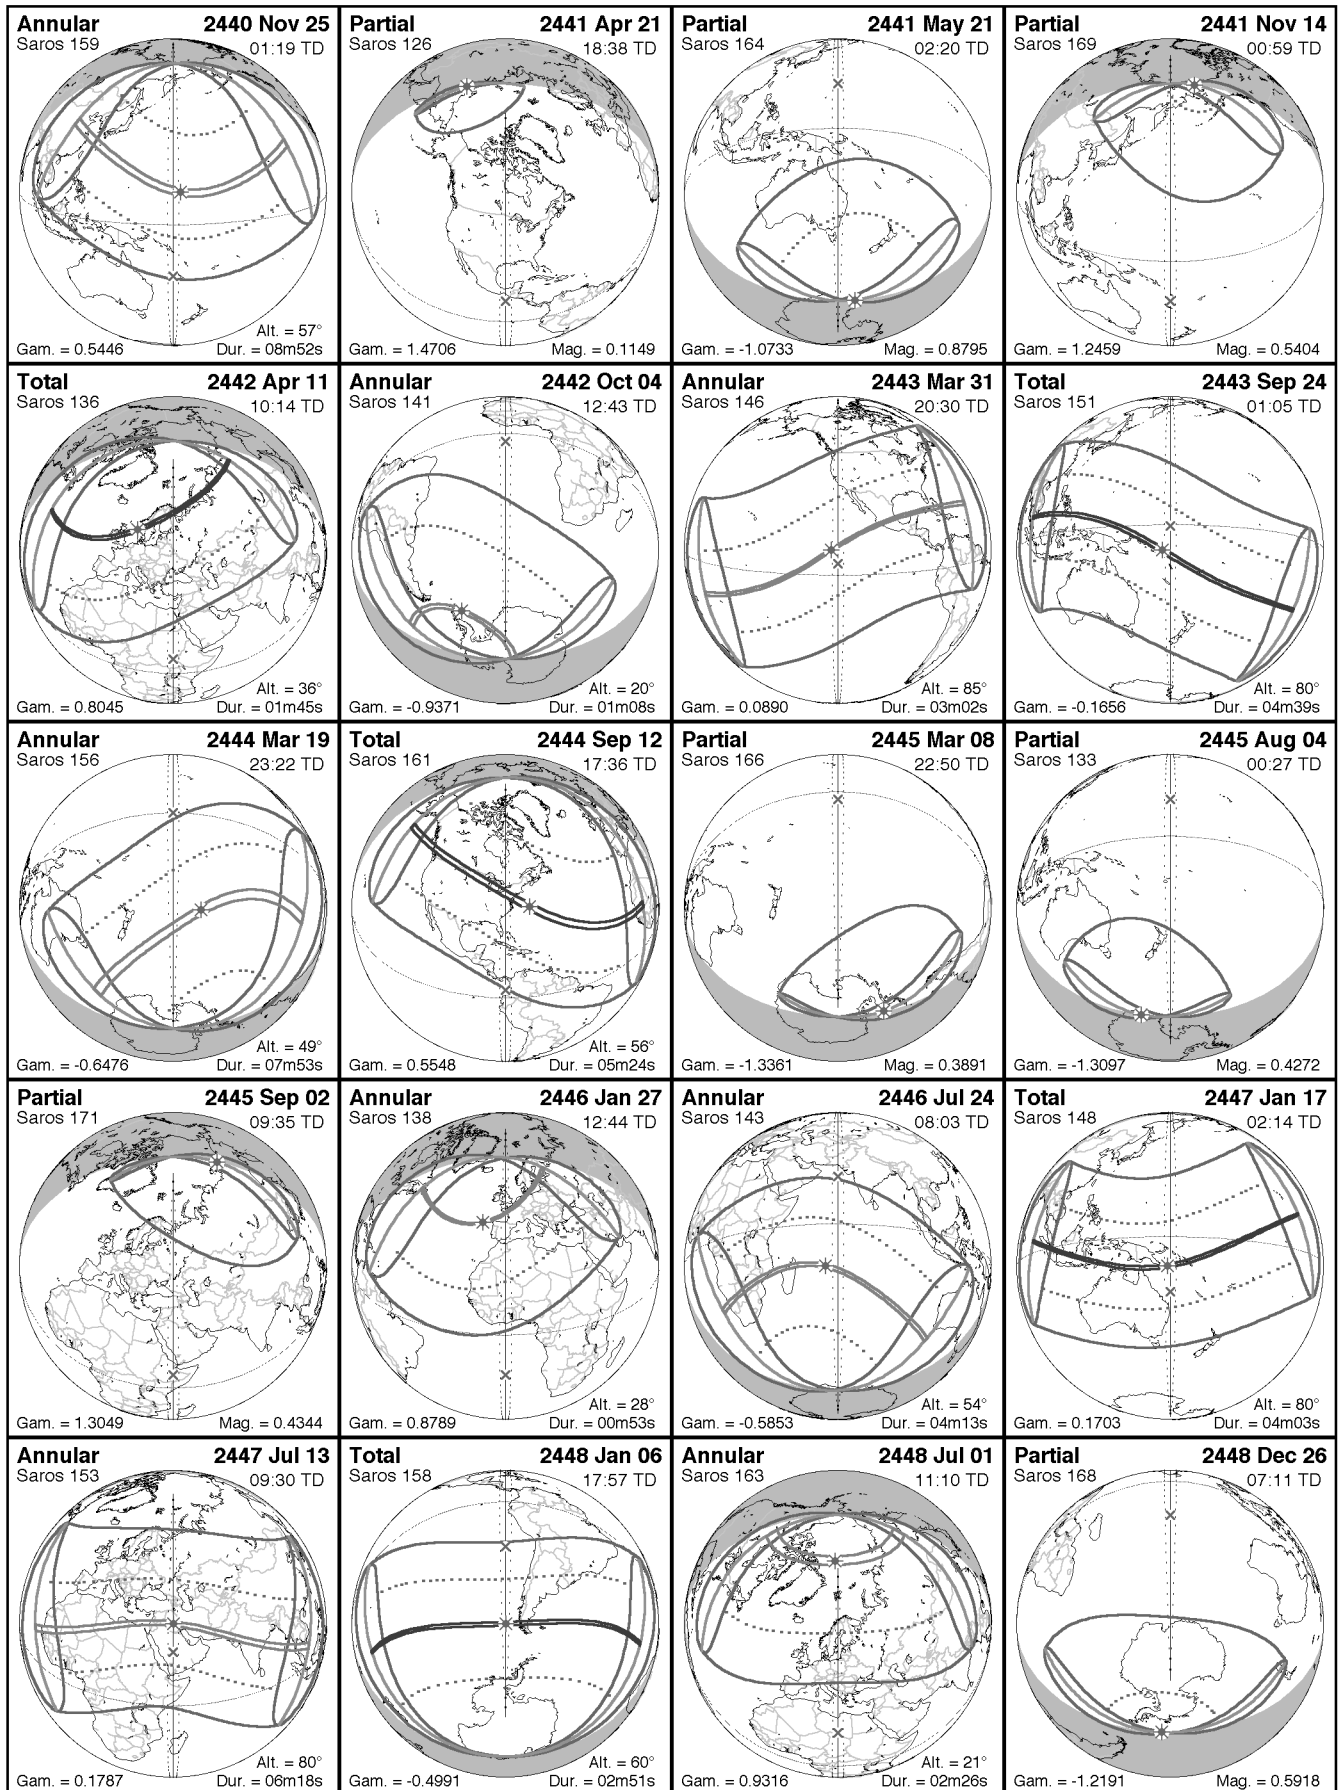 Annular 2440 Nov 25
Saros 159 01:19 TD
Alt. = 57°
Gam. = 0.5446 Dur. = 08m52s
Partial 2441 Apr 21
Saros 126 18:38 TD
Gam. = 1.4706 Mag. = 0.1149
Partial 2441 May 21
Saros 164 02:20 TD
Gam. = -1.0733 Mag. = 0.8795
Partial 2441 Nov 14
Saros 169 00:59 TD
Gam. = 1.2459 Mag. = 0.5404
Total 2442 Apr 11
Saros 136 10:14 TD
Alt. = 36°
Gam. = 0.8045 Dur. = 01m45s
Annular 2442 Oct 04
Saros 141 12:43 TD
Alt. = 20°
Gam. = -0.9371 Dur. = 01m08s
Annular 2443 Mar 31
Saros 146 20:30 TD
Alt. = 85°
Gam. = 0.0890 Dur. = 03m02s
Total 2443 Sep 24
Saros 151 01:05 TD
Alt. = 80°
Gam. = -0.1656 Dur. = 04m39s
Annular 2444 Mar 19
Saros 156 23:22 TD
Alt. = 49°
Gam. = -0.6476 Dur. = 07m53s
Total 2444 Sep 12
Saros 161 17:36 TD
Alt. = 56°
Gam. = 0.5548 Dur. = 05m24s
Partial 2445 Mar 08
Saros 166 22:50 TD
Gam. = -1.3361 Mag. = 0.3891
Partial 2445 Aug 04
Saros 133 00:27 TD
Gam. = -1.3097 Mag. = 0.4272
Partial 2445 Sep 02
Saros 171 09:35 TD
Gam. = 1.3049 Mag. = 0.4344
Annular 2446 Jan 27
Saros 138 12:44 TD
Alt. = 28°
Gam. = 0.8789 Dur. = 00m53s
Annular 2446 Jul 24
Saros 143 08:03 TD
Alt. = 54°
Gam. = -0.5853 Dur. = 04m13s
Total 2447 Jan 17
Saros 148 02:14 TD
Alt. = 80°
Gam. = 0.1703 Dur. = 04m03s
Annular 2447 Jul 13
Saros 153 09:30 TD
Alt. = 80°
Gam. = 0.1787 Dur. = 06m18s
Total 2448 Jan 06
Saros 158 17:57 TD
Alt. = 60°
Gam. = -0.4991 Dur. = 02m51s
Annular 2448 Jul 01
Saros 163 11:10 TD
Alt. = 21°
Gam. = 0.9316 Dur. = 02m26s
Partial 2448 Dec 26
Saros 168 07:11 TD
Gam. = -1.2191 Mag. = 0.5918